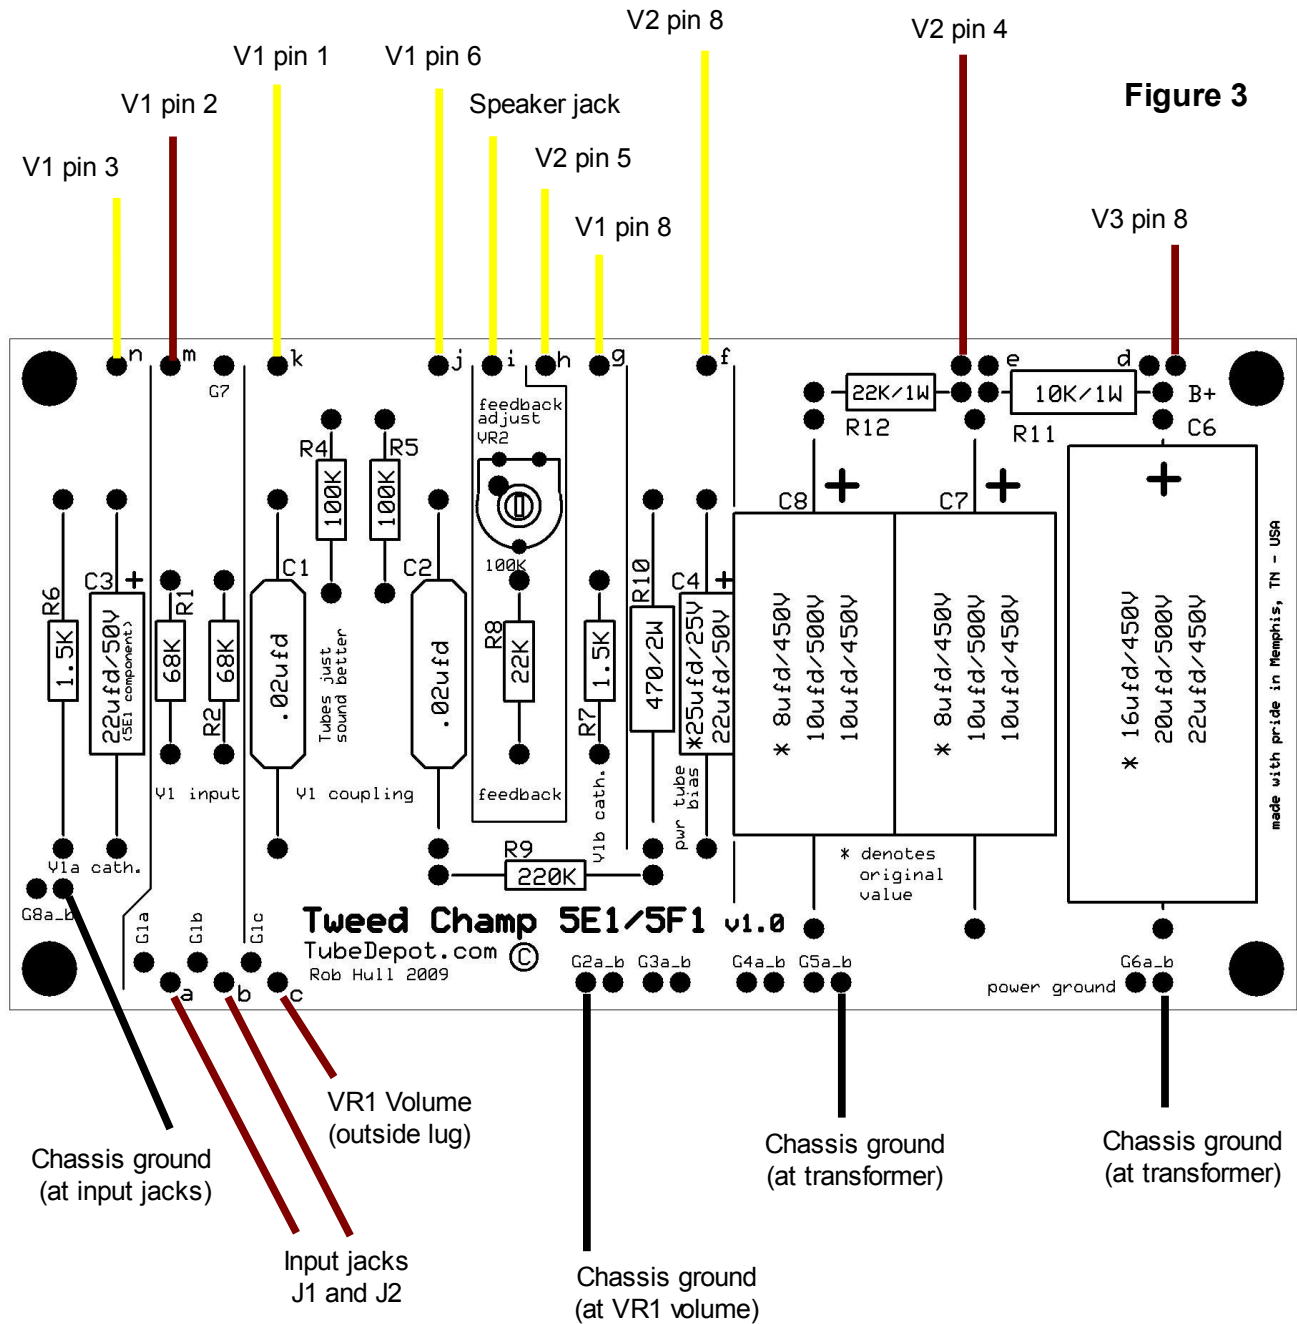 V2 pin 8
V2 pin 4
V1 pin 1
V1 pin 6
Figure 3
V1 pin 2
Speaker jack
V1 pin 3
V2 pin 5
V1 pin 8
V3 pin 8
n
m
k
j
i
h
g
f
e
d
G7
B+
22K/1W
10K/1W
R12
R11
C6
feedback
adjust
VR2
R4
R5
100K
100K
100K
C8
C7
+
+
+
R6
1.5K
C3
+
22ufd/50V
(5E1 component)
R1
68K
R2
68K
C1
.02ufd
Tubes just
sound better
C2
.02ufd
R8
22K
R7
1.5K
R10
470/2W
C4
+
*25ufd/25V
22ufd/50V
* 8ufd/450V
10ufd/500V
10ufd/450V
* 8ufd/450V
10ufd/500V
10ufd/450V
* 16ufd/450V
20ufd/500V
22ufd/450V
made with pride in Memphis, TN - USA
V1 input
V1 coupling
feedback
V1b cath.
pwr tube
bias
V1a cath.
R9
220K
* denotes
original
value
G8a_b
G1a
G1b
G1c
Tweed Champ 5E1/5F1 v1.0
TubeDepot.com ©
Rob Hull 2009
G2a_b
G3a_b
G4a_b
G5a_b
G6a_b
power ground
a
b
c
VR1 Volume
(outside lug)
Chassis ground
(at input jacks)
Chassis ground
(at transformer)
Chassis ground
(at transformer)
Input jacks
J1 and J2
Chassis ground
(at VR1 volume)